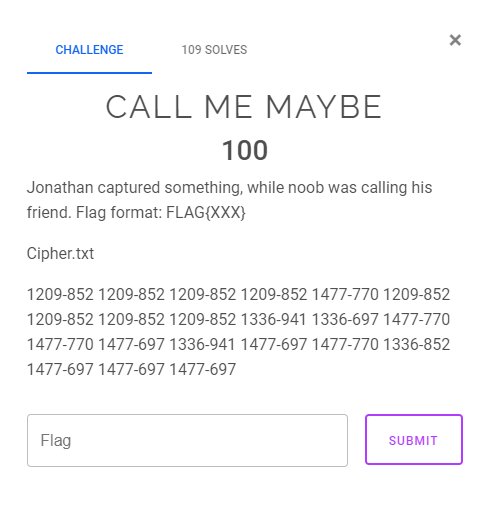 CHALLENGE 109 SOLVES ×
CALL ME MAYBE
100
Jonathan captured something, while noob was calling his
friend. Flag format: FLAG{XXX}
Cipher.txt
1209-852 1209-852 1209-852 1209-852 1477-770 1209-852
1209-852 1209-852 1209-852 1336-941 1336-697 1477-770
1477-770 1477-697 1336-941 1477-697 1477-770 1336-852
1477-697 1477-697 1477-697
Flag SUBMIT